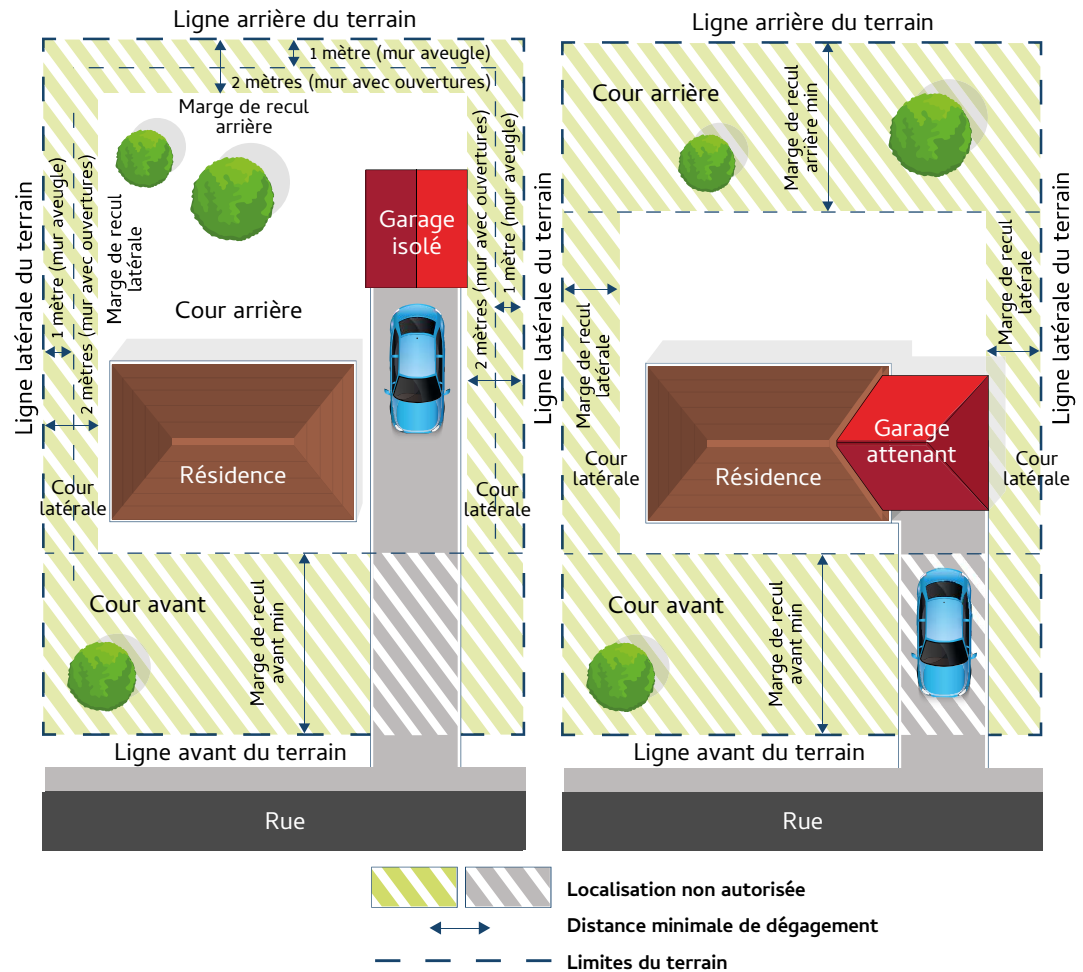 Ligne arrière du terrain
1 mètre (mur aveugle)
2 mètres (mur avec ouvertures)
Marge de recul
arrière
Ligne latérale du terrain
1 mètre (mur aveugle)
2 mètres (mur avec ouvertures)
Marge de recul
latérale
Garage
isolé
2 mètres (mur avec ouvertures)
1 mètre (mur aveugle)
Ligne latérale du terrain
Cour arrière
Résidence
Cour
latérale
Cour
latérale
Cour avant
Marge de recul
avant min
Ligne avant du terrain
Rue
Ligne arrière du terrain
Cour arrière
Marge de recul
arrière min
Marge de recul
latérale
Marge de recul
latérale
Ligne latérale du terrain
Garage
attenant
Résidence
Cour
latérale
Cour
latérale
Cour avant
Marge de recul
avant min
Ligne avant du terrain
Rue
Localisation non autorisée
Distance minimale de dégagement
Limites du terrain